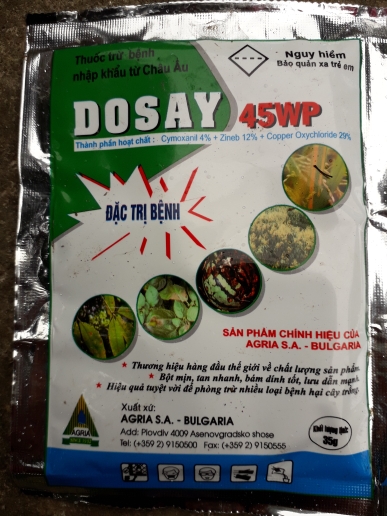 Thuốc trừ bệnh
nhập khẩu từ Châu Âu
Nguy hiểm
Bảo quản xa trẻ em
DOSAY 45WP
Thành phần hoạt chất : Cymoxanil 4% + Zineb 12% + Copper Oxychloride 29%
ĐẶC TRỊ BỆNH
SẢN PHẨM CHÍNH HIỆU CỦA
AGRIA S.A. - BULGARIA
* Thương hiệu hàng đầu thế giới về chất lượng sản phẩm.
* Bột mịn, tan nhanh, bám dính tốt, lưu dẫn mạnh.
* Hiệu quả tuyệt vời để phòng trừ nhiều loại bệnh hại cây trồng.
Xuất xứ:
AGRIA S.A. - BULGARIA
Add: Plovdiv 4009 Asenovgradsko shose
Tel: (+359 2) 9150500 Fax: (+359 2) 9150555
AGRIA
Khối lượng tịnh:
35g